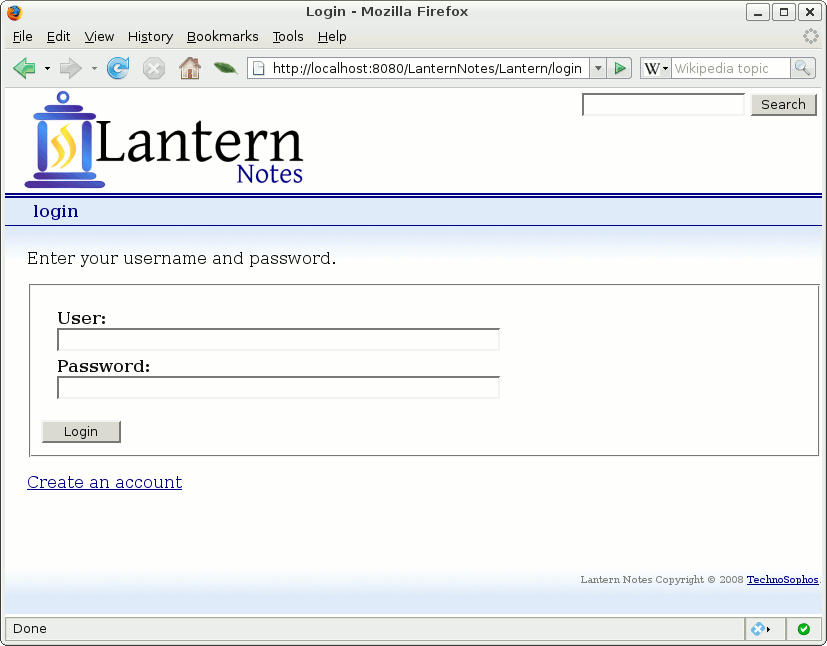 Login - Mozilla Firefox
File Edit View History Bookmarks Tools Help
http://localhost:8080/LanternNotes/Lantern/login W Wikipedia topic
Search
Lantern
Notes
login
Enter your username and password.
User:
Password:
Login
Create an account
Lantern Notes Copyright © 2008 TechnoSophos.
Done